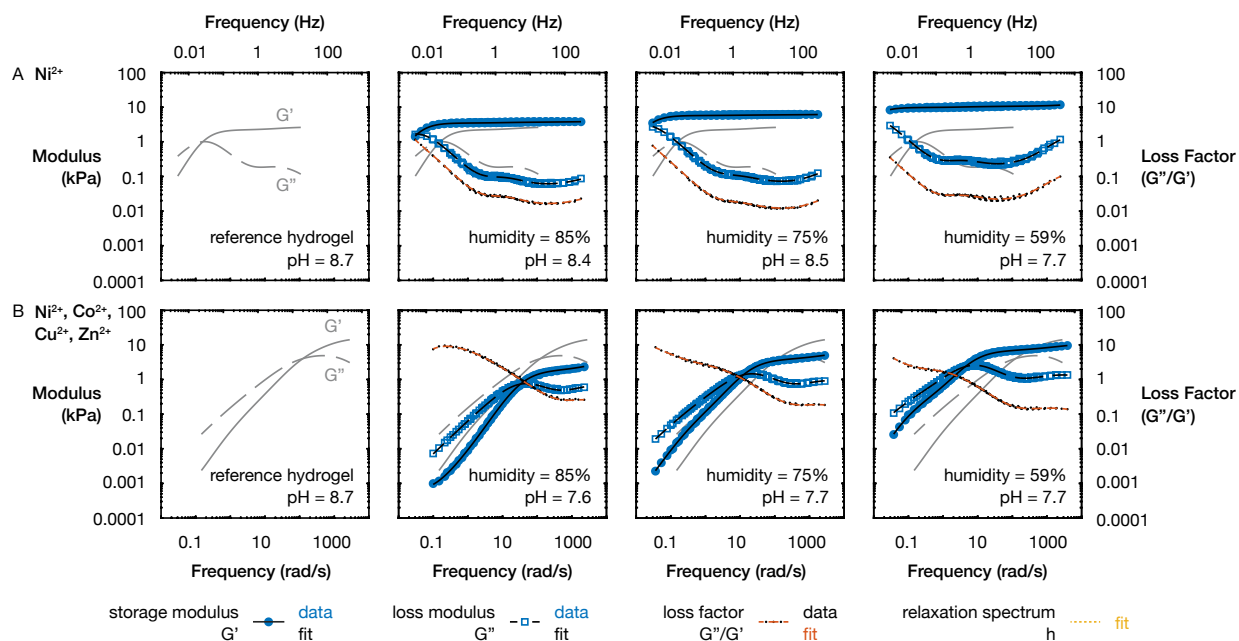 Frequency (Hz) Frequency (Hz) Frequency (Hz) Frequency (Hz)
0.01 1 100 0.01 1 100 0.01 1 100 0.01 1 100
A Ni²⁺
100 100
10 10
1 1
0.1 0.1
0.01 0.01
0.001 0.001
0.0001 0.0001
Modulus
(kPa)
Loss Factor
(G”/G’)
G’
G”
reference hydrogel
pH = 8.7
humidity = 85%
pH = 8.4
humidity = 75%
pH = 8.5
humidity = 59%
pH = 7.7
B Ni²⁺, Co²⁺,
Cu²⁺, Zn²⁺
100 100
10 10
1 1
0.1 0.1
0.01 0.01
0.001 0.001
0.0001 0.0001
Modulus
(kPa)
Loss Factor
(G”/G’)
G’
G”
reference hydrogel
pH = 8.7
humidity = 85%
pH = 7.6
humidity = 75%
pH = 7.7
humidity = 59%
pH = 7.7
0.1 10 1000 0.1 10 1000 0.1 10 1000 0.1 10 1000
Frequency (rad/s) Frequency (rad/s) Frequency (rad/s) Frequency (rad/s)
storage modulus data loss modulus data loss factor data relaxation spectrum fit
G’ fit G” fit G”/G’ fit h